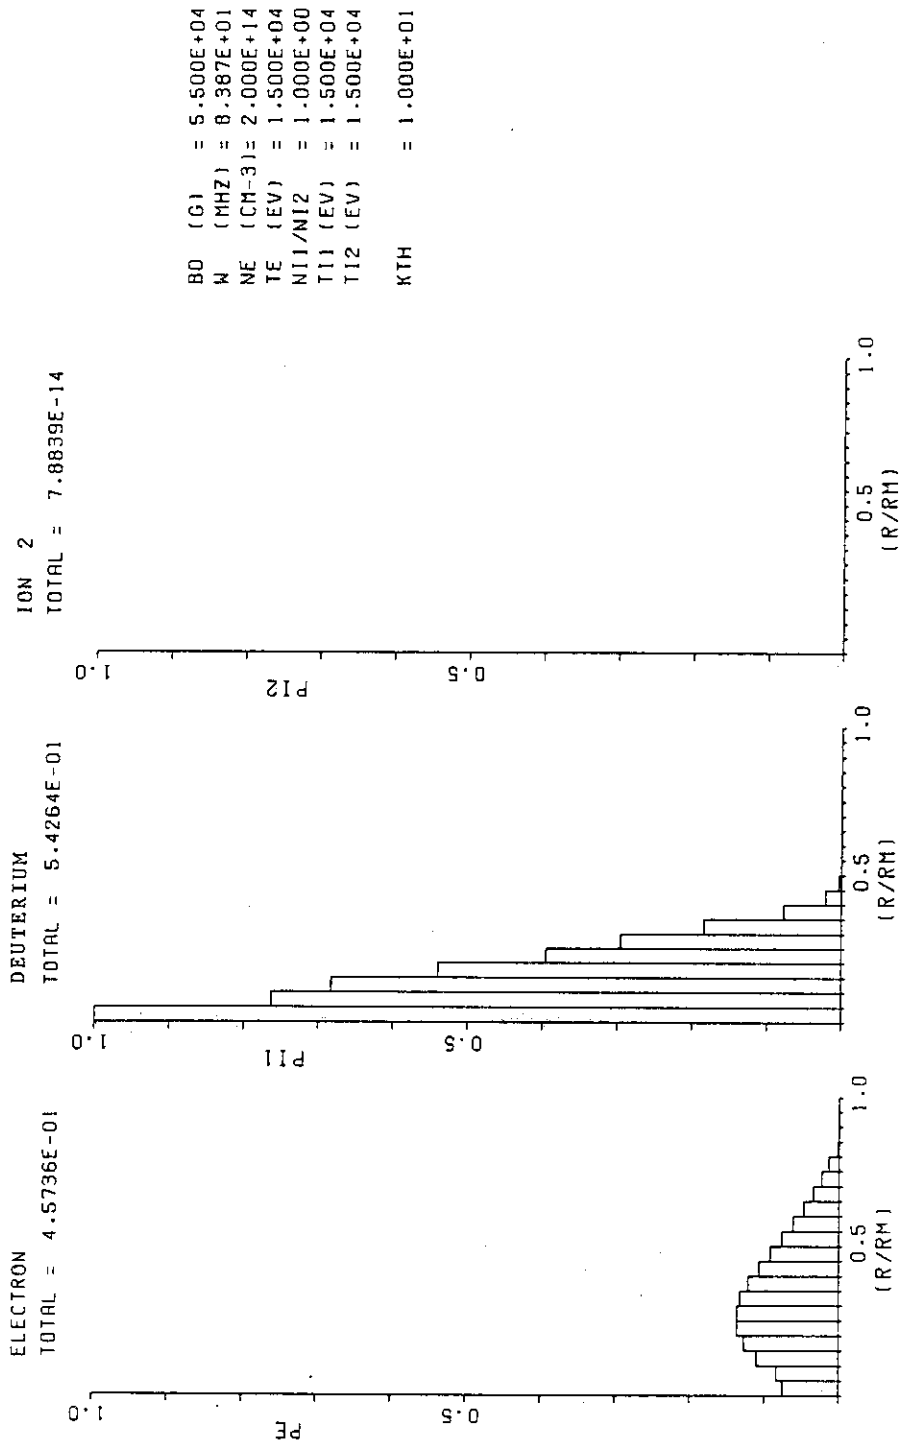 ELECTRON
TOTAL = 4.5736E-01
1.0
PE
0.5
0.5
1.0
(R/RM)
DEUTERIUM
TOTAL = 5.4264E-01
1.0
PI1
0.5
0.5
1.0
(R/RM)
ION 2
TOTAL = 7.8839E-14
1.0
PI2
0.5
0.5
1.0
(R/RM)
BO (G) = 5.500E+04
W (MHZ) = 8.387E+01
NE (CM-3) = 2.000E+14
TE (EV) = 1.500E+04
NI1/NI2 = 1.000E+00
TI1 (EV) = 1.500E+04
TI2 (EV) = 1.500E+04
KTH = 1.000E+01